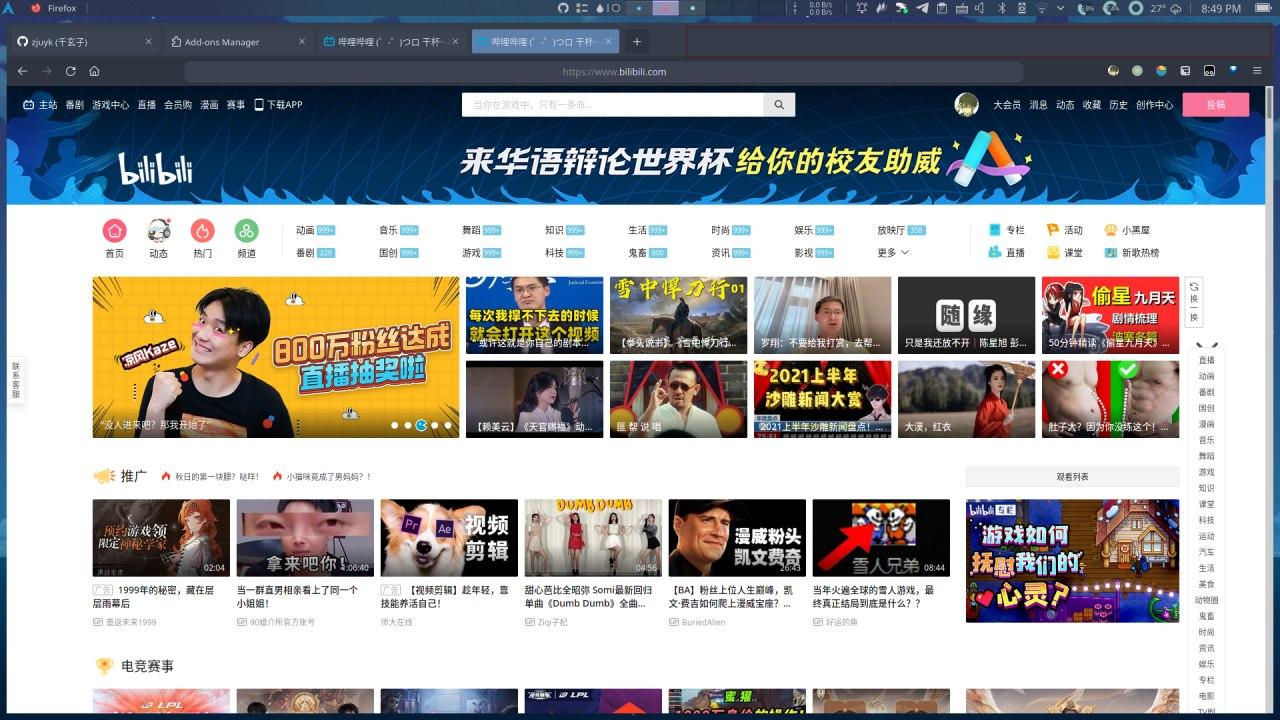 Firefox
0.0 B/s
0.0 B/s
27°
8:49 PM
zjuyk (千玄子)
Add-ons Manager
哔哩哔哩 (゜-゜)つロ 干杯~
哔哩哔哩 (゜-゜)つロ 干杯~
https://www.bilibili.com
主站 番剧 游戏中心 直播 会员购 漫画 赛事 下载APP
当你在游戏中，只有一条命...
大会员 消息 动态 收藏 历史 创作中心 投稿
bilibili
来华语辩论世界杯 给你的校友助威
首页 动态 热门 频道
动画 999+ 音乐 999+ 舞蹈 999+ 知识 999+ 生活 999+ 时尚 999+ 娱乐 999+ 放映厅 358
番剧 229 国创 999+ 游戏 999+ 科技 999+ 鬼畜 800 资讯 999+ 影视 999+ 更多
专栏 活动 小黑屋
直播 课堂 新歌热榜
凉风Kaze
800万粉丝达成
直播抽奖啦
“没人进来吧？那我开始了”
每次我撑不下去的时候
就会打开这个视频
“或许这就是你自己的剧本...
雪中悍刀行01
【拳头说书】《雪中悍刀行...
罗翔：不要给我打赏，去帮...
随缘
只是我还放不开｜陈星旭 彭...
偷星九月天
剧情梳理
50分钟精读《偷星九月天》...
换一换
【赖美云】《天官赐福》动...
匪 帮 说 唱
2021上半年
沙雕新闻大赏
2021上半年沙雕新闻盘点！...
大漠，红衣
肚子大？因为你没练这个！...
联系客服
推广
秋日的第一块膘？哒咩！
小猫咪竟成了男妈妈？！
观看列表
预约游戏领
限定神秘学家
02:04
广告 1999年的秘密，藏在层层雨幕后
UP 重返未来1999
拿来吧你！
06:40
当一群直男相亲看上了同一个小姐姐！
UP 90婚介所官方账号
Pr Ae
视频
剪辑
广告 【视频剪辑】趁年轻，靠技能养活自己！
师大在线
DUMB DUMB
04:56
甜心芭比全昭弥 Somi最新回归单曲《Dumb Dumb》全曲...
UP Ziqi子杞
漫威粉头
凯文费奇
26:43
【BA】粉丝上位人生巅峰，凯文·费吉如何爬上漫威宝座？...
UP BuriedAlien
雪人兄弟
08:44
当年火遍全球的雪人游戏，最终真正结局到底是什么？？
UP 好运的鱼
bilibili 专栏
游戏如何
抚慰我们的
心灵？
直播
动画
番剧
国创
漫画
音乐
舞蹈
游戏
知识
课堂
科技
运动
汽车
生活
美食
动物圈
鬼畜
时尚
资讯
娱乐
专栏
电影
TV剧
电竞赛事
LPL
LPL